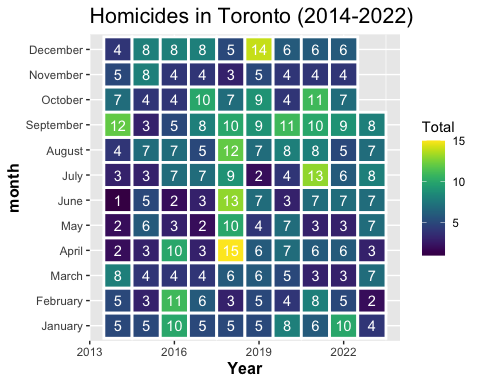 Homicides in Toronto (2014-2022)
December 4 8 8 8 5 14 6 6 6
November 5 8 4 4 3 5 4 4 4
October 7 4 4 10 7 9 4 11 7
September 12 3 5 8 10 9 11 10 9 8
August 4 7 7 5 12 7 8 8 5 7
July 3 3 7 7 9 2 4 13 6 8
June 1 5 2 3 13 7 3 7 7 7
May 2 6 3 2 10 4 7 3 3 7
April 2 3 10 3 15 6 7 6 6 3
March 8 4 4 4 6 6 5 3 3 7
February 5 3 11 6 3 5 4 8 5 2
January 5 5 10 5 5 5 8 6 10 4
month
2013 2016 2019 2022
Year
Total
15
10
5